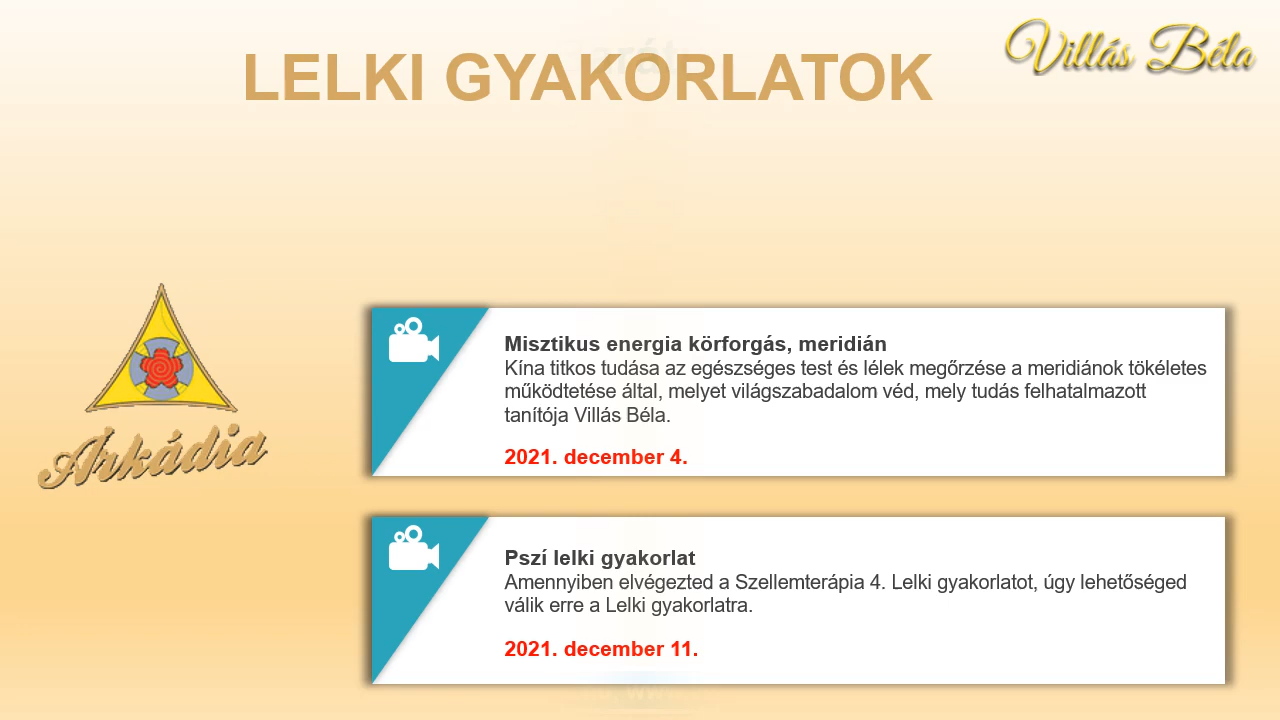 LELKI GYAKORLATOK
Villás Béla
Árkádia
Misztikus energia körforgás, meridián
Kína titkos tudása az egészséges test és lélek megőrzése a meridiánok tökéletes
működtetése által, melyet világszabadalom véd, mely tudás felhatalmazott
tanítója Villás Béla.
2021. december 4.
Pszí lelki gyakorlat
Amennyiben elvégezted a Szellemterápia 4. Lelki gyakorlatot, úgy lehetőséged
válik erre a Lelki gyakorlatra.
2021. december 11.